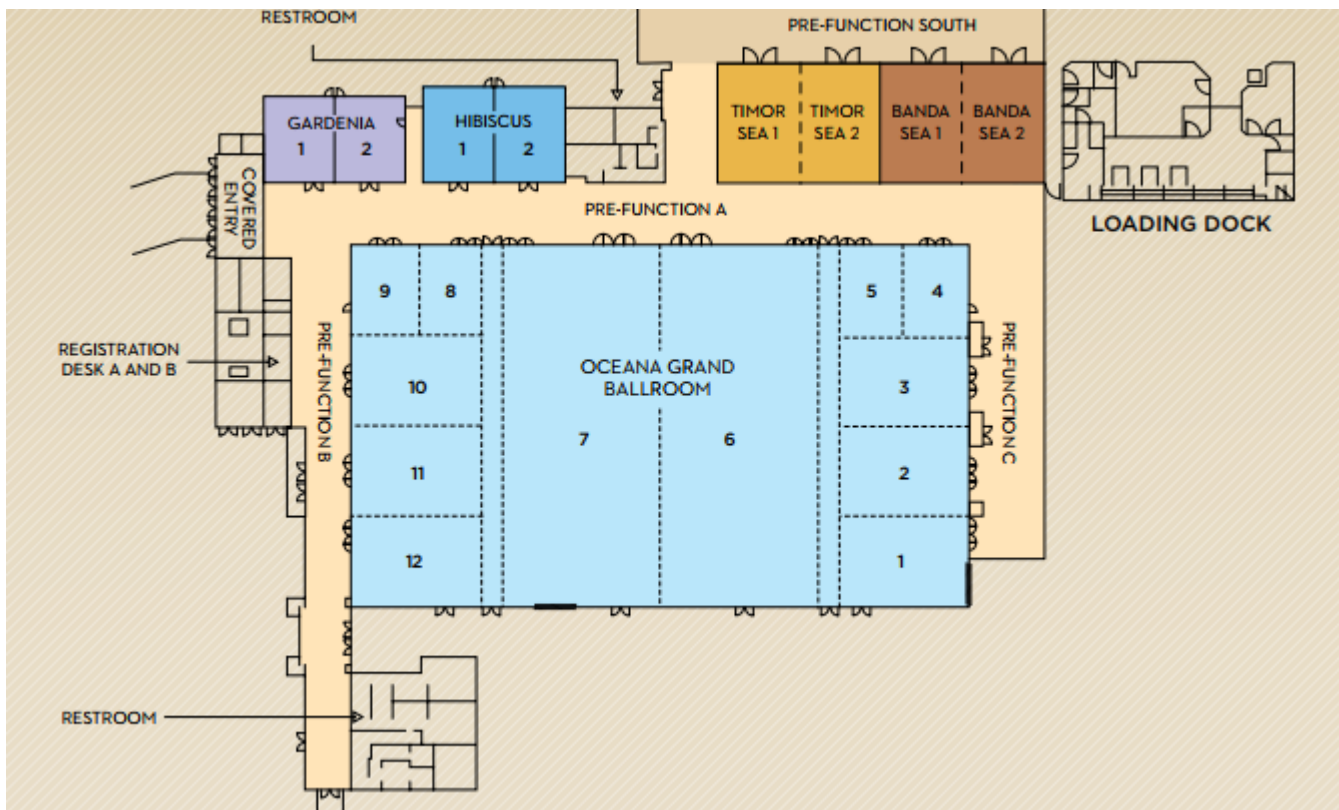 RESTROOM
PRE-FUNCTION SOUTH
GARDENIA
1 2
HIBISCUS
1 2
TIMOR
SEA 1
TIMOR
SEA 2
BANDA
SEA 1
BANDA
SEA 2
COVERED
ENTRY
PRE-FUNCTION A
LOADING DOCK
9 8
5 4
REGISTRATION
DESK A AND B
PRE-FUNCTION B
10
OCEANA GRAND
BALLROOM
3
PRE-FUNCTION C
7 6
11
2
12
1
RESTROOM